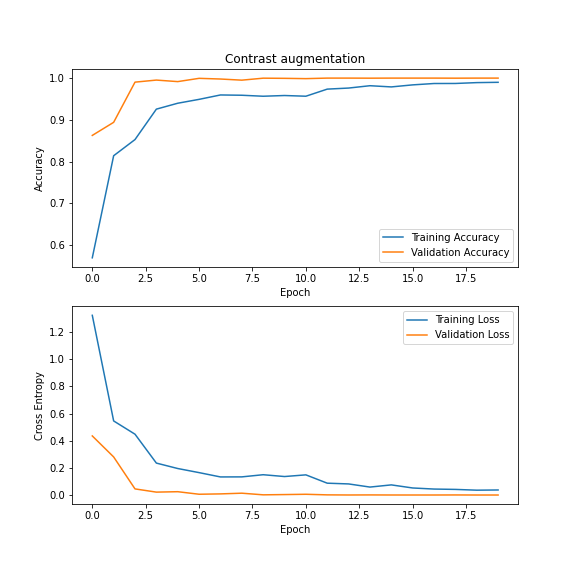 Contrast augmentation
1.0
0.9
0.8
0.7
0.6
Accuracy
Training Accuracy
Validation Accuracy
0.0 2.5 5.0 7.5 10.0 12.5 15.0 17.5
Epoch
1.2
1.0
0.8
0.6
0.4
0.2
0.0
Cross Entropy
Training Loss
Validation Loss
0.0 2.5 5.0 7.5 10.0 12.5 15.0 17.5
Epoch